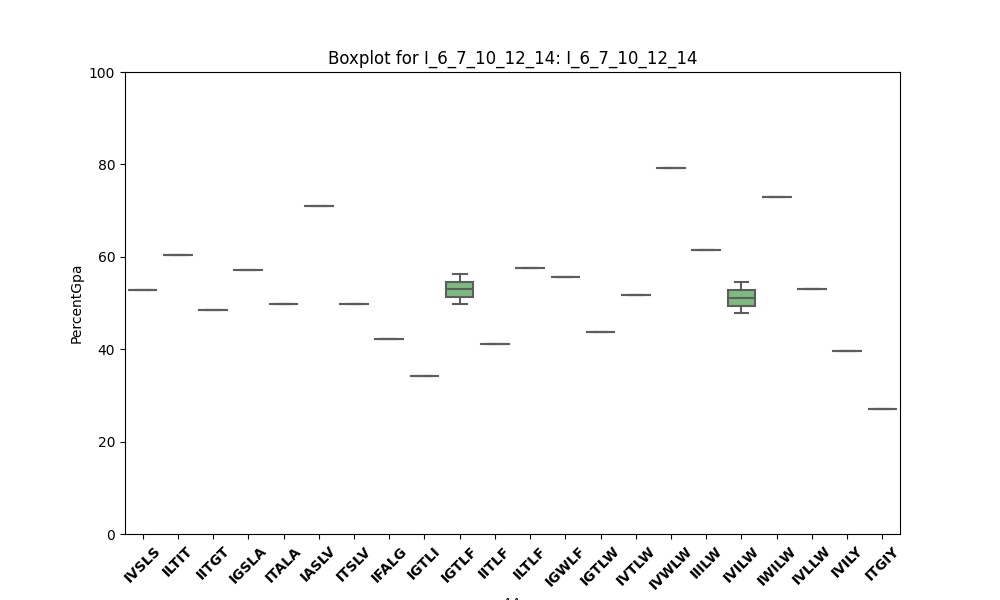 Boxplot for I_6_7_10_12_14: I_6_7_10_12_14
100
80
60
40
20
0
PercentGpa
IVSLS ILTIT IITGT IGSLA ITALA IASLV ITSLV IFALG IGTLI IGTLF IITLF ILTLF IGWLF IGTLW IVTLW IVWLW IIILW IVILW IWILW IVLLW IVILY ITGIY